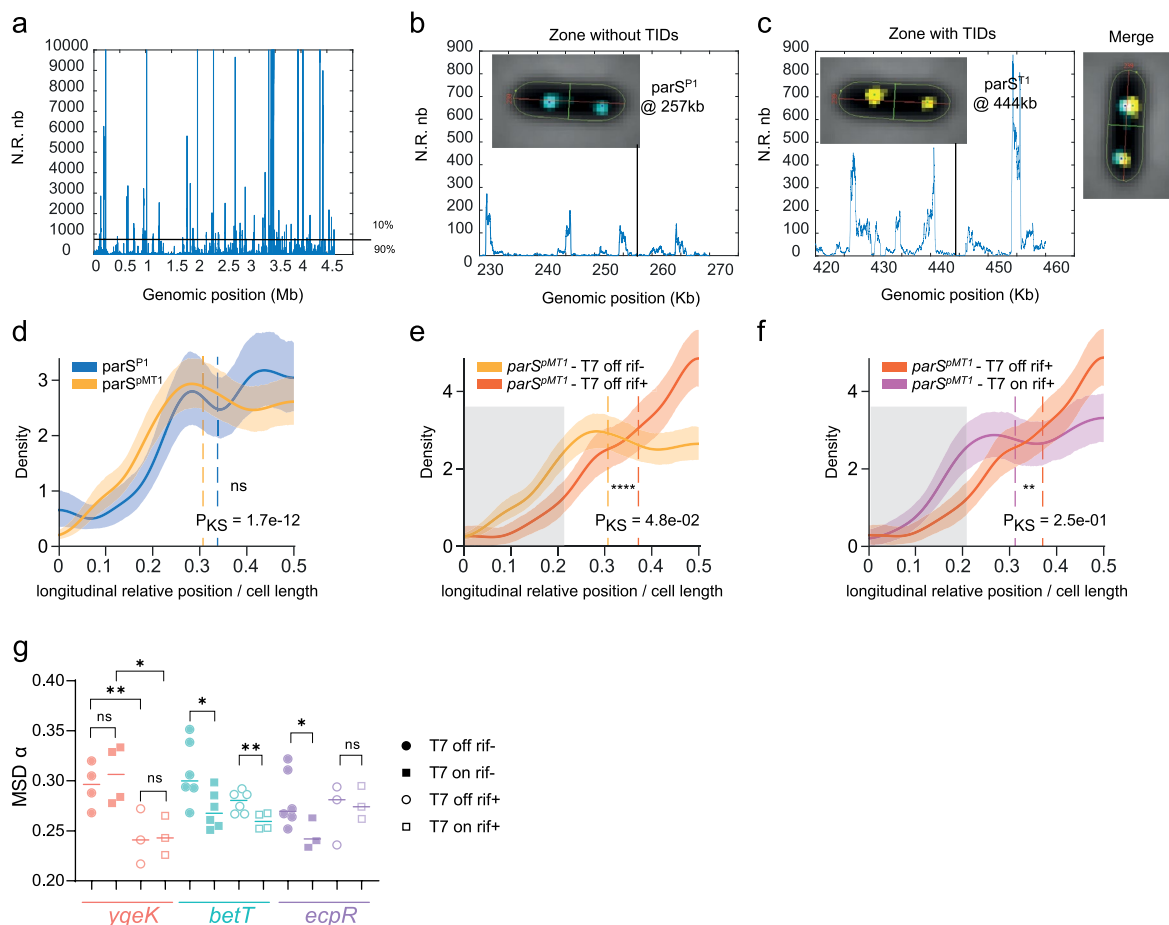 a
N.R. nb
10000
9000
8000
7000
6000
5000
4000
3000
2000
1000
0
10%
90%
0 0.5 1 1.5 2 2.5 3 3.5 4 4.5
Genomic position (Mb)
b
Zone without TIDs
N.R. nb
900
800
700
600
500
400
300
200
100
0
parS^P1
@ 257kb
230 240 250 260 270
Genomic position (Kb)
c
Zone with TIDs
N.R. nb
900
800
700
600
500
400
300
200
100
0
parS^T1
@ 444kb
420 430 440 450 460
Genomic position (Kb)
Merge
d
parS^P1
parS^pMT1
Density
3
2
1
0
ns
P_KS = 1.7e-12
0 0.1 0.2 0.3 0.4 0.5
longitudinal relative position / cell length
e
parS^pMT1 - T7 off rif-
parS^pMT1 - T7 off rif+
Density
4
2
0
****
P_KS = 4.8e-02
0 0.1 0.2 0.3 0.4 0.5
longitudinal relative position / cell length
f
parS^pMT1 - T7 off rif+
parS^pMT1 - T7 on rif+
Density
4
2
0
**
P_KS = 2.5e-01
0 0.1 0.2 0.3 0.4 0.5
longitudinal relative position / cell length
g
MSD α
0.40
0.35
0.30
0.25
0.20
*
**
ns
ns
*
**
*
ns
yqeK betT ecpR
T7 off rif-
T7 on rif-
T7 off rif+
T7 on rif+